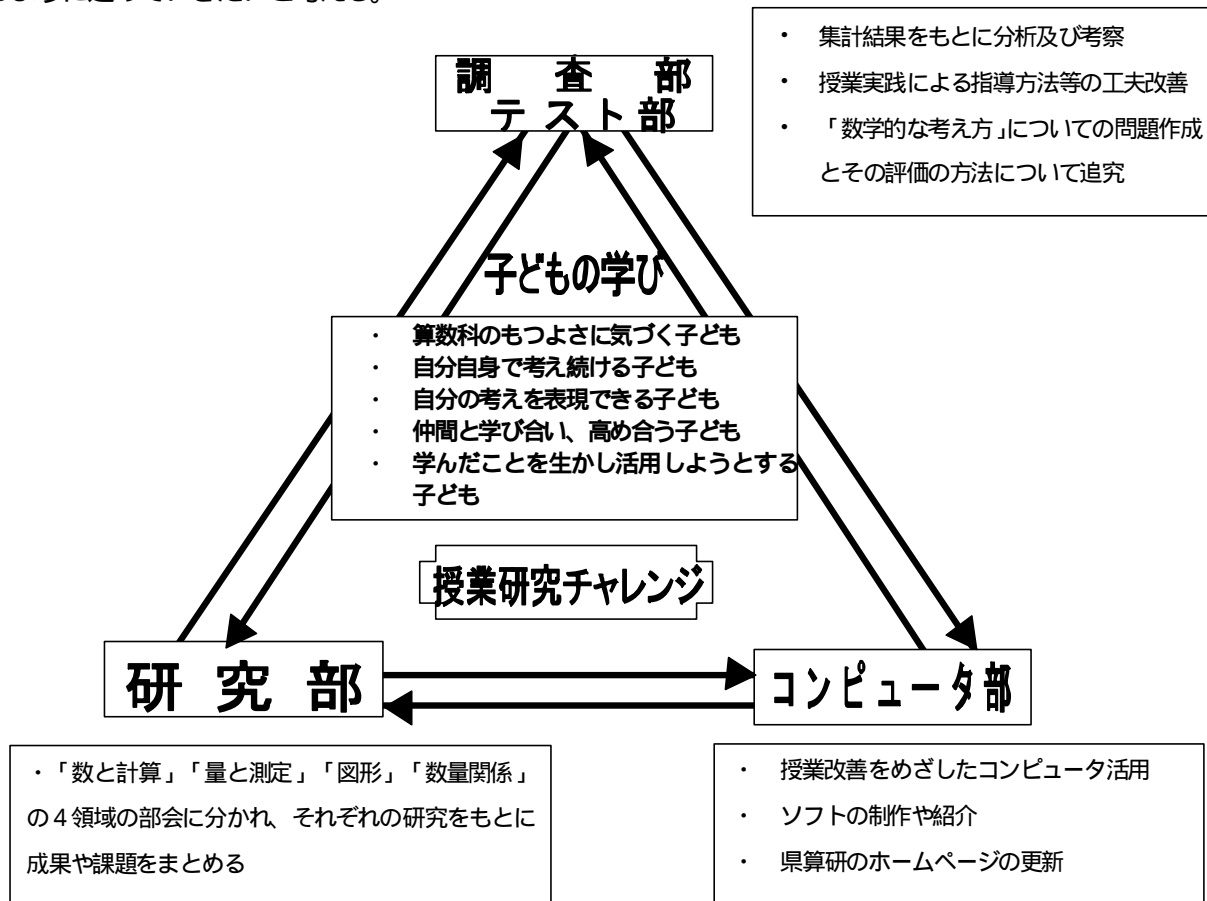 ・ 集計結果をもとに分析及び考察
・ 授業実践による指導方法等の工夫改善
・ 「数学的な考え方」についての問題作成
とその評価の方法について追究
調 査 部
テスト部
子どもの学び
・ 算数科のもつよさに気づく子ども
・ 自分自身で考え続ける子ども
・ 自分の考えを表現できる子ども
・ 仲間と学び合い、高め合う子ども
・ 学んだことを生かし活用しようとする
子ども
授業研究チャレンジ
研 究 部
コンピュータ部
・「数と計算」「量と測定」「図形」「数量関係」
の4領域の部会に分かれ、それぞれの研究をもとに
成果や課題をまとめる
・ 授業改善をめざしたコンピュータ活用
・ ソフトの制作や紹介
・ 県算研のホームページの更新